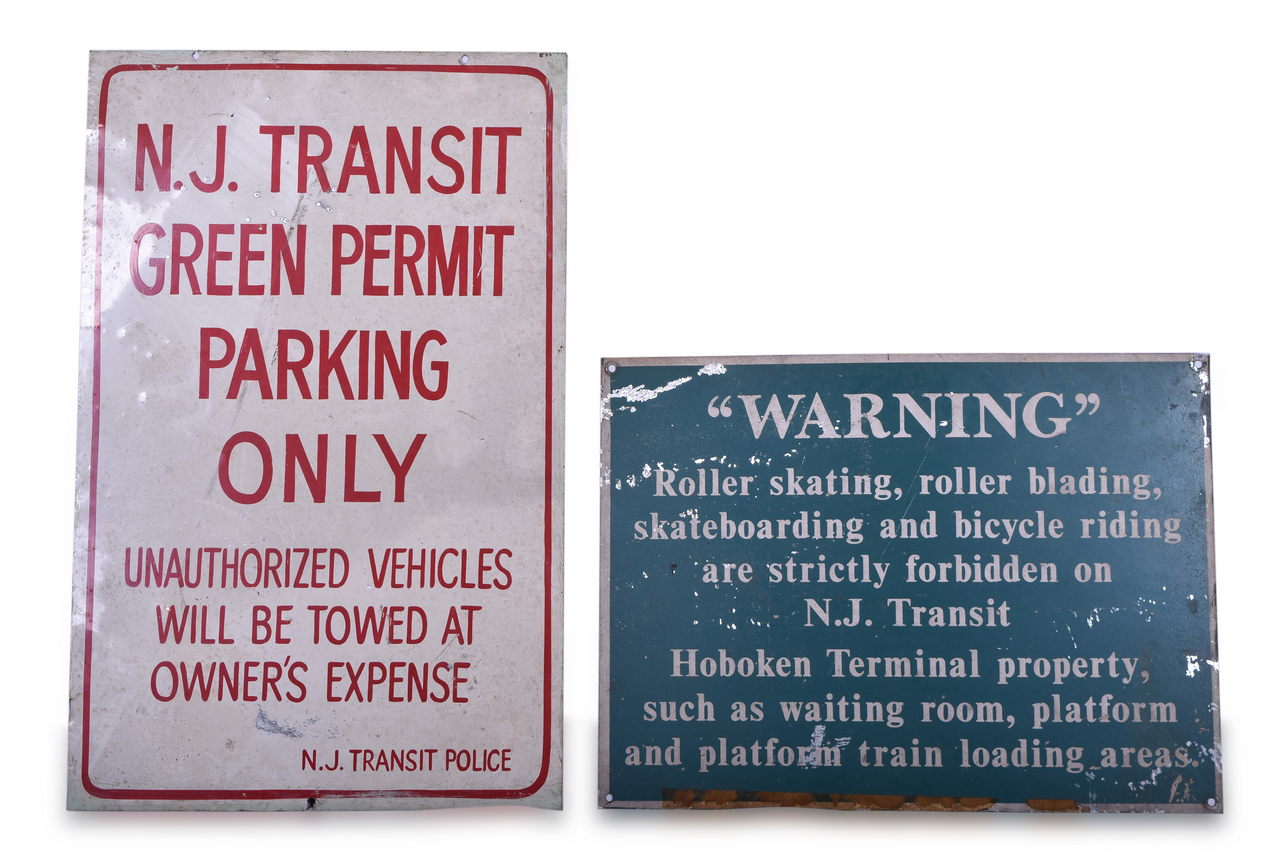 N.J. TRANSIT
GREEN PERMIT
PARKING
ONLY
UNAUTHORIZED VEHICLES
WILL BE TOWED AT
OWNER'S EXPENSE
N.J. TRANSIT POLICE
“WARNING”
Roller skating, roller blading,
skateboarding and bicycle riding
are strictly forbidden on
N.J. Transit
Hoboken Terminal property,
such as waiting room, platform
and platform train loading areas.